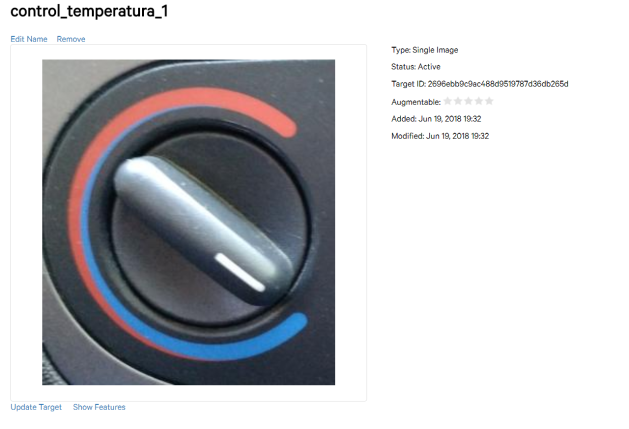 control_temperatura_1
Edit Name Remove
Type: Single Image
Status: Active
Target ID: 2696ebb9c9ac488d9519787d36db265d
Augmentable:
Added: Jun 19, 2018 19:32
Modified: Jun 19, 2018 19:32
Update Target Show Features